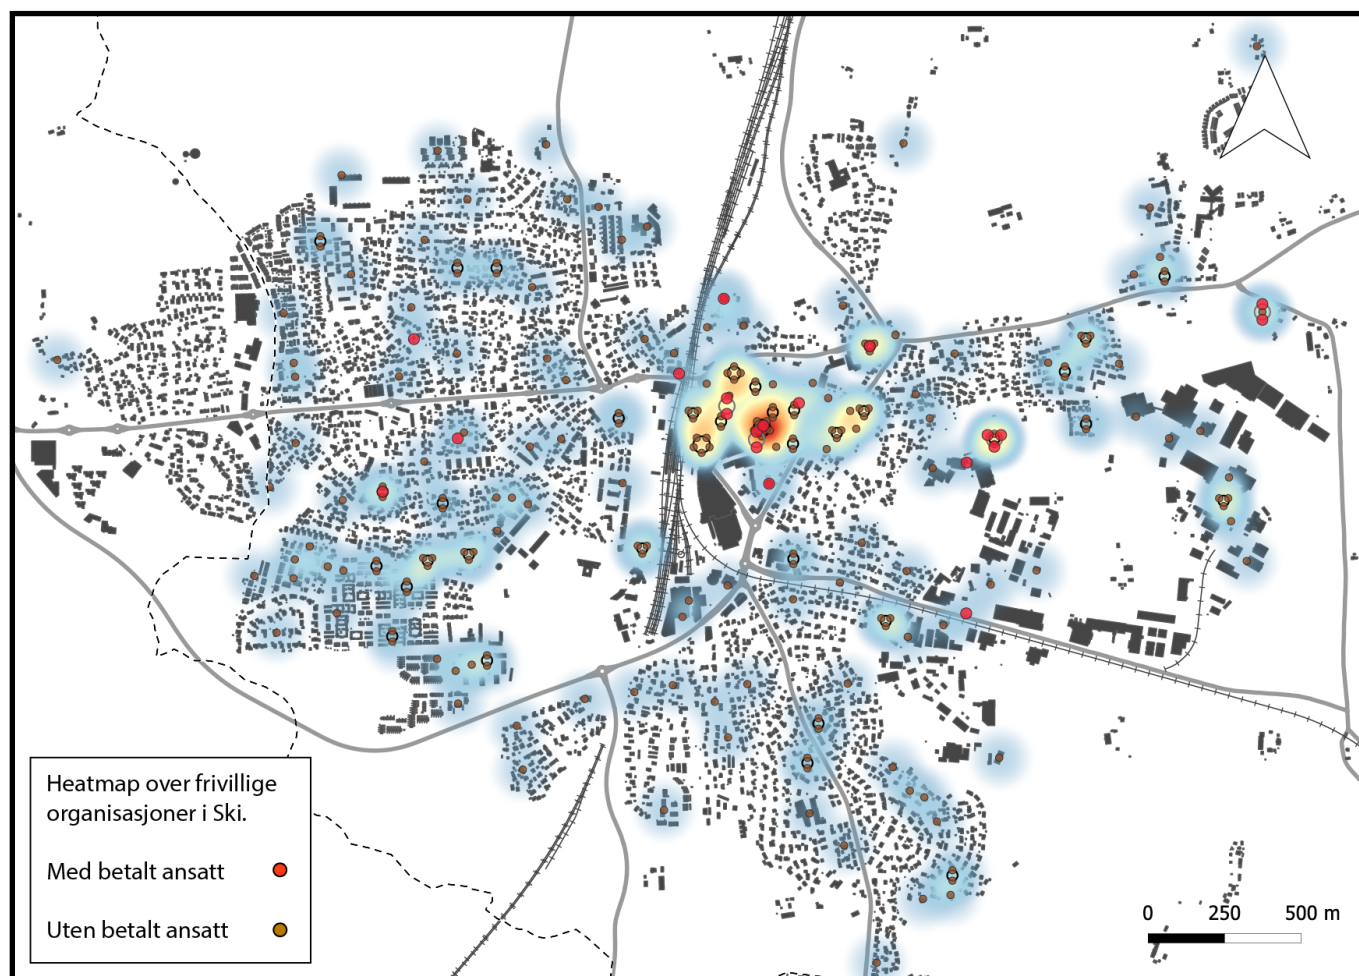 Heatmap over frivillige
organisasjoner i Ski.
Med betalt ansatt
Uten betalt ansatt
0 250 500 m